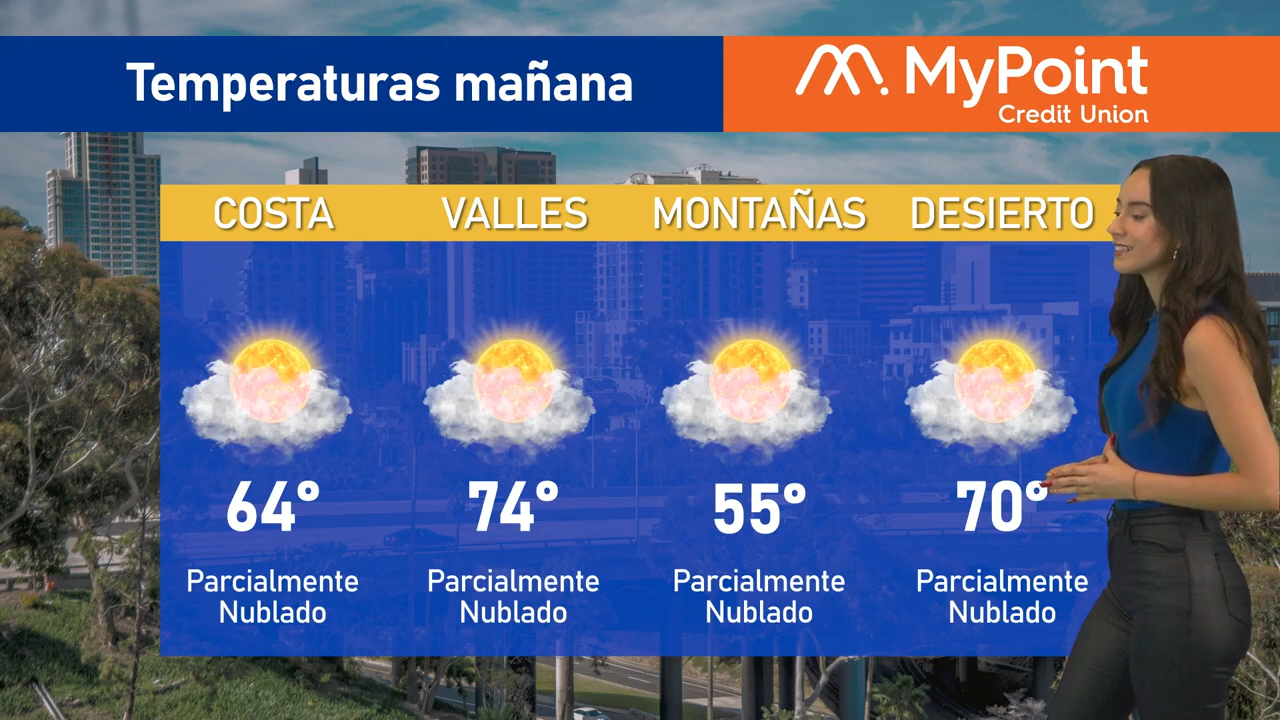 Temperaturas mañana
MyPoint
Credit Union
COSTA VALLES MONTAÑAS DESIERTO
64° 74° 55° 70°
Parcialmente Parcialmente Parcialmente Parcialmente
Nublado Nublado Nublado Nublado